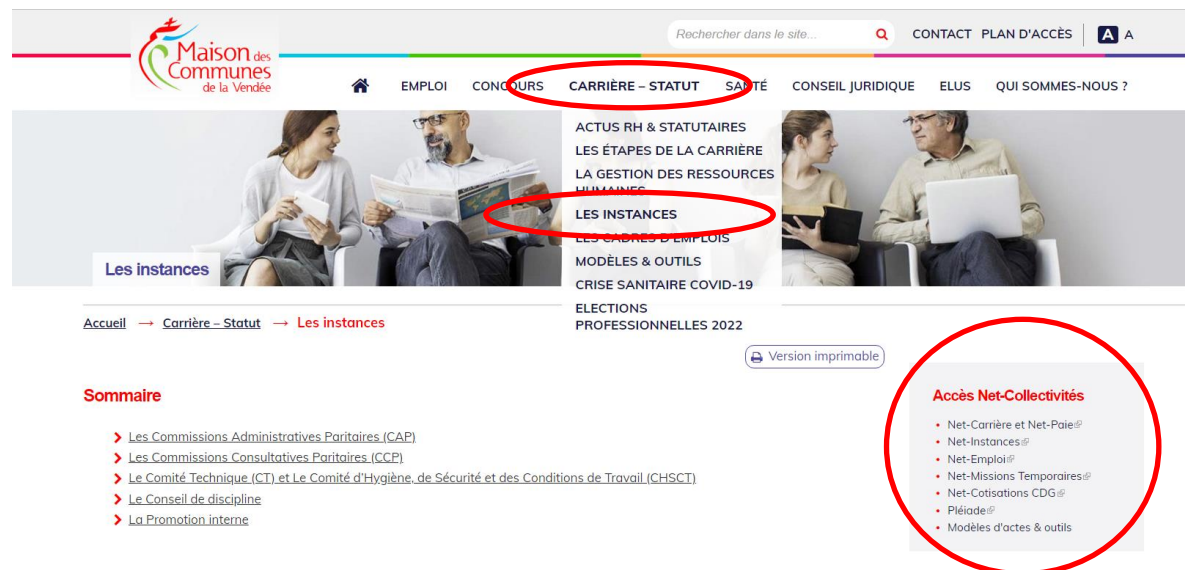 Maison des
Communes
de la Vendée
Rechercher dans le site...
CONTACT PLAN D'ACCÈS A A
EMPLOI CONCOURS CARRIÈRE – STATUT SANTÉ CONSEIL JURIDIQUE ELUS QUI SOMMES-NOUS ?
ACTUS RH & STATUTAIRES
LES ÉTAPES DE LA CARRIÈRE
LA GESTION DES RESSOURCES
HUMAINES
LES INSTANCES
LES CADRES D'EMPLOIS
MODÈLES & OUTILS
CRISE SANITAIRE COVID-19
ELECTIONS
PROFESSIONNELLES 2022
Les instances
Accueil → Carrière – Statut → Les instances
Version imprimable
Sommaire
Les Commissions Administratives Paritaires (CAP)
Les Commissions Consultatives Paritaires (CCP)
Le Comité Technique (CT) et Le Comité d'Hygiène, de Sécurité et des Conditions de Travail (CHSCT)
Le Conseil de discipline
La Promotion interne
Accès Net-Collectivités
• Net-Carrière et Net-Paie
• Net-Instances
• Net-Emploi
• Net-Missions Temporaires
• Net-Cotisations CDG
• Pléiade
• Modèles d'actes & outils